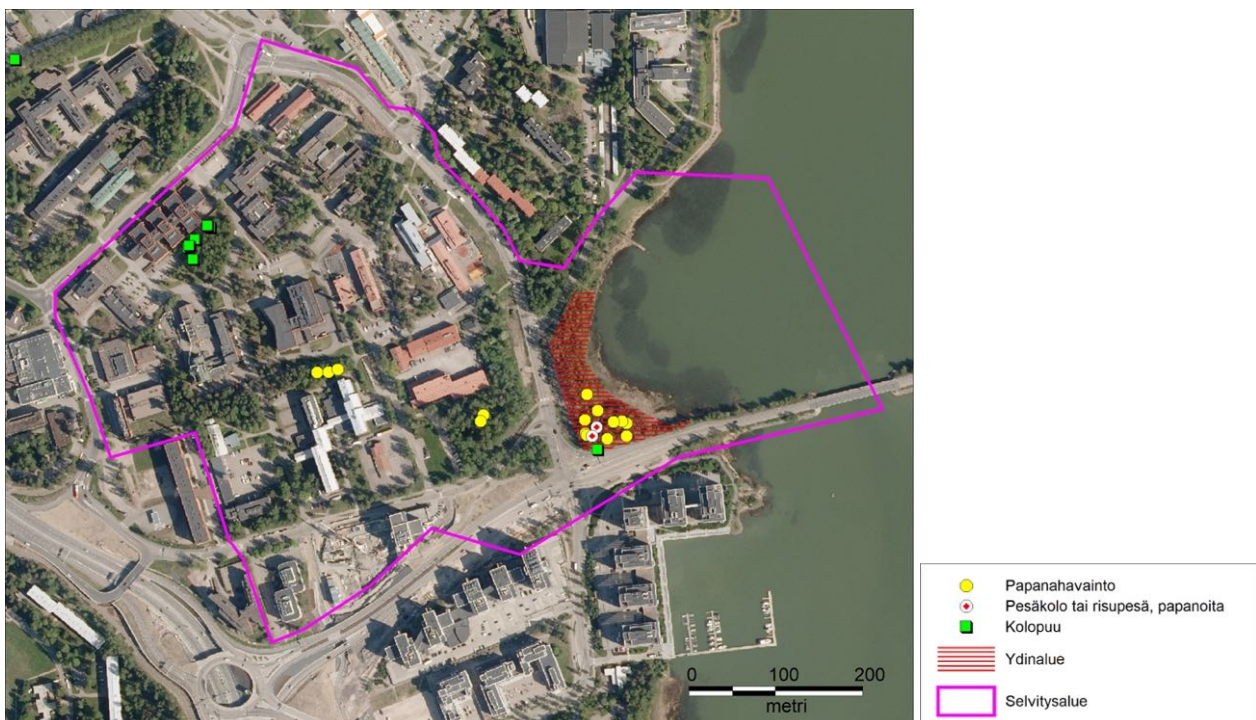 0 100 200
metri
Papanahavainto
Pesäkolo tai risupesä, papanoita
Kolopuu
Ydinalue
Selvitysalue